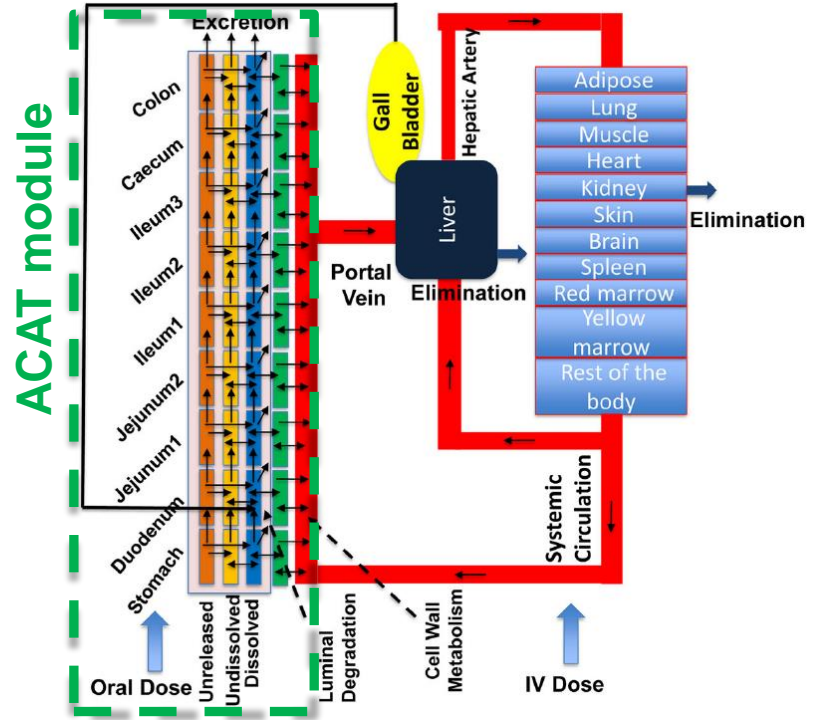 ACAT module
Excretion
Colon
Caecum
Ileum3
Ileum2
Ileum1
Jejunum2
Jejunum1
Duodenum
Stomach
Oral Dose
Unreleased
Undissolved
Dissolved
Luminal
Degradation
Cell Wall
Metabolism
Gall
Bladder
Hepatic Artery
Liver
Portal
Vein
Elimination
Adipose
Lung
Muscle
Heart
Kidney
Skin
Brain
Spleen
Red marrow
Yellow
marrow
Rest of the
body
Elimination
Systemic
Circulation
IV Dose